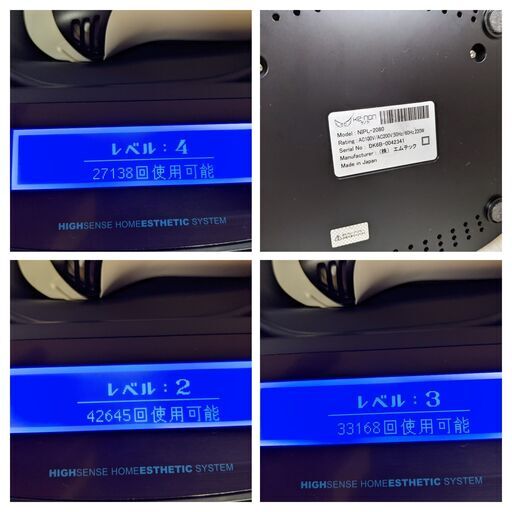 レベル:4
27138回使用可能
HIGHSENSE HOMEESTHETIC SYSTEM
Ke-non
Model : NIPL-2080
Rating : AC100V/AC200V/50Hz/60Hz,220W
Serial No : DK6B-0042341
Manufacturer : (株) エムテック
Made in Japan
レベル:2
42645回使用可能
HIGHSENSE HOMEESTHETIC SYSTEM
レベル:3
33168回使用可能
HIGHSENSE HOMEESTHETIC SYSTEM